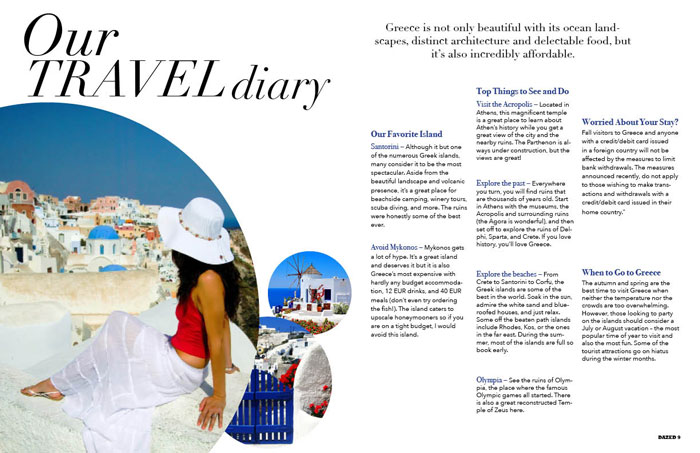 Our
TRAVEL diary
Greece is not only beautiful with its ocean land-
scapes, distinct architecture and delectable food, but
it's also incredibly affordable.
Our Favorite Island
Santorini – Although it but one
of the numerous Greek islands,
many consider it to be the most
spectacular. Aside from the
beautiful landscape and volcanic
presence, it's a great place for
beachside camping, winery tours,
scuba diving, and more. The ruins
were honestly some of the best
ever.
Avoid Mykonos – Mykonos gets
a lot of hype. It's a great island
and deserves it but it is also
Greece's most expensive with
hardly any budget accommoda-
tion, 12 EUR drinks, and 40 EUR
meals (don't even try ordering
the fish!). The island caters to
upscale honeymooners so if you
are on a tight budget, I would
avoid this island.
Top Things to See and Do
Visit the Acropolis – Located in
Athens, this magnificent temple
is a great place to learn about
Athen's history while you get a
great view of the city and the
nearby ruins. The Parthenon is al-
ways under construction, but the
views are great!
Explore the past – Everywhere
you turn, you will find ruins that
are thousands of years old. Start
in Athens with the museums, the
Acropolis and surrounding ruins
(the Agora is wonderful), and then
set off to explore the ruins of Del-
phi, Sparta, and Crete. If you love
history, you'll love Greece.
Explore the beaches – From
Crete to Santorini to Corfu, the
Greek islands are some of the
best in the world. Soak in the sun,
admire the white sand and blue-
roofed houses, and just relax.
Some off the beaten path islands
include Rhodes, Kos, or the ones
in the far east. During the sum-
mer, most of the islands are full so
book early.
Olympia – See the ruins of Olym-
pia, the place where the famous
Olympic games all started. There
is also a great reconstructed Tem-
ple of Zeus here.
Worried About Your Stay?
Fall visitors to Greece and anyone
with a credit/debit card issued
in a foreign country will not be
affected by the measures to limit
bank withdrawals. The measures
announced recently, do not apply
to those wishing to make trans-
actions and withdrawals with a
credit/debit card issued in their
home country."
When to Go to Greece
The autumn and spring are the
best time to visit Greece when
neither the temperature nor the
crowds are too overwhelming.
However, those looking to party
on the islands should consider a
July or August vacation - the most
popular time of year to visit and
also the most fun. Some of the
tourist attractions go on hiatus
during the winter months.
DAZED 9